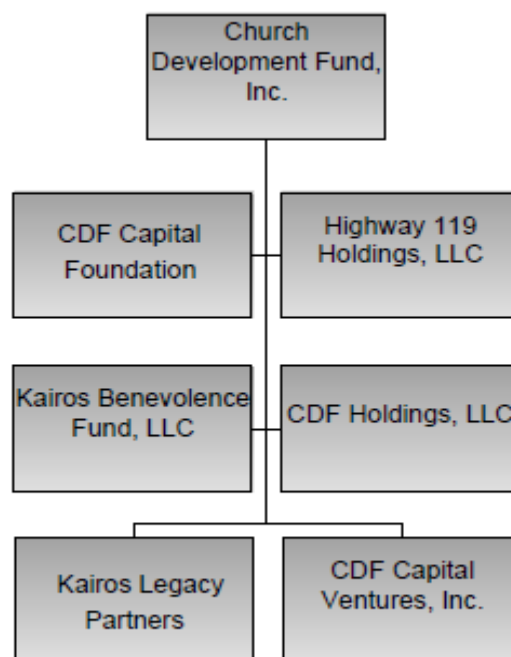 Church
Development Fund,
Inc.
CDF Capital
Foundation
Highway 119
Holdings, LLC
Kairos Benevolence
Fund, LLC
CDF Holdings, LLC
Kairos Legacy
Partners
CDF Capital
Ventures, Inc.